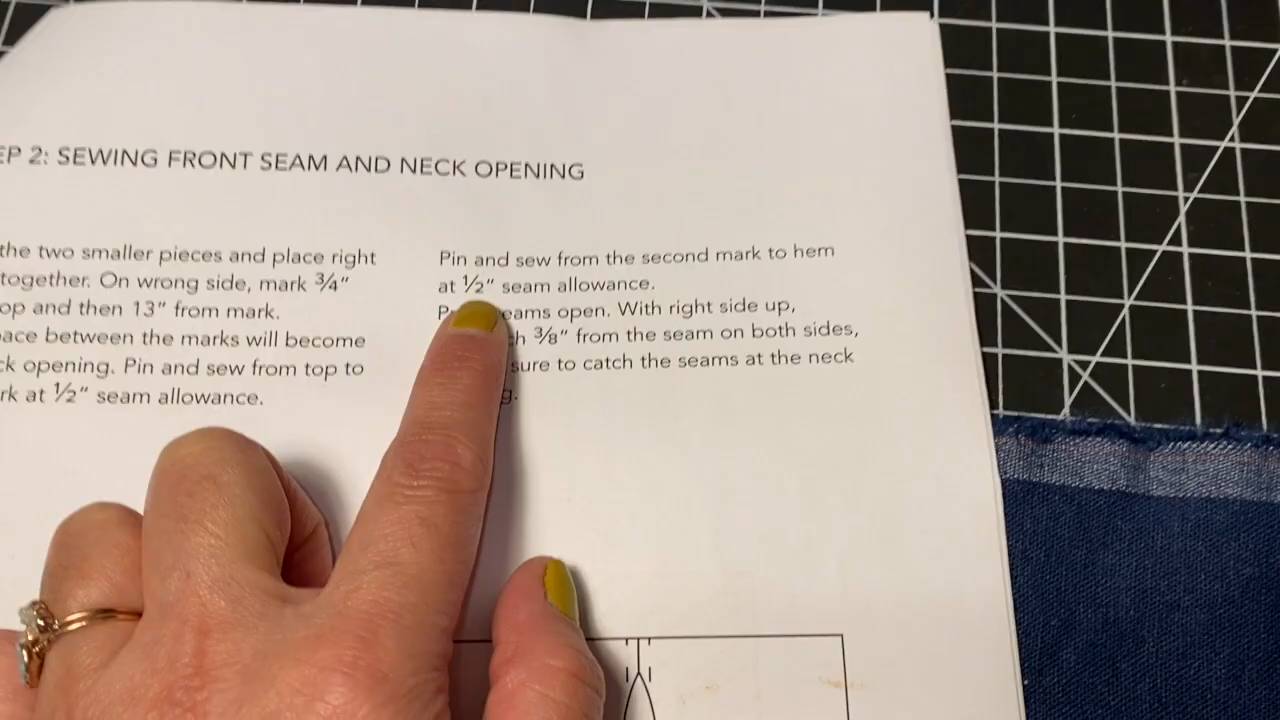 EP 2: SEWING FRONT SEAM AND NECK OPENING
the two smaller pieces and place right
together. On wrong side, mark ¾"
op and then 13" from mark.
ace between the marks will become
ck opening. Pin and sew from top to
rk at ½" seam allowance.
Pin and sew from the second mark to hem
at ½" seam allowance.
eams open. With right side up,
h ⅜" from the seam on both sides,
sure to catch the seams at the neck
g.